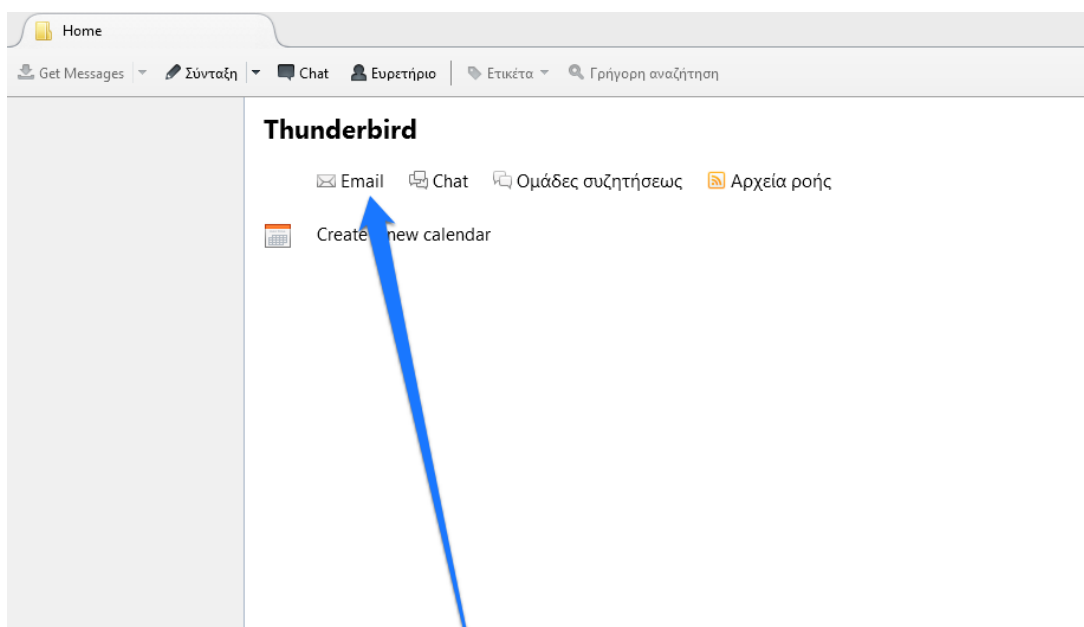 Home
Get Messages Σύνταξη Chat Ευρετήριο Ετικέτα Γρήγορη αναζήτηση
Thunderbird
Email Chat Ομάδες συζητήσεως Αρχεία ροής
Create new calendar